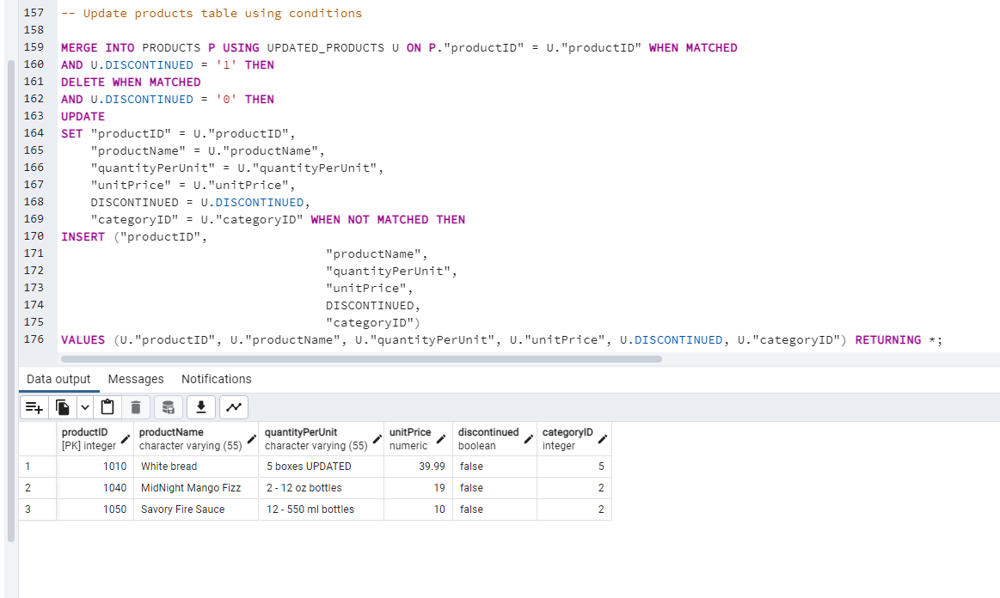 157 -- Update products table using conditions
158
159 MERGE INTO PRODUCTS P USING UPDATED_PRODUCTS U ON P."productID" = U."productID" WHEN MATCHED
160 AND U.DISCONTINUED = '1' THEN
161 DELETE WHEN MATCHED
162 AND U.DISCONTINUED = '0' THEN
163 UPDATE
164 SET "productID" = U."productID",
165 "productName" = U."productName",
166 "quantityPerUnit" = U."quantityPerUnit",
167 "unitPrice" = U."unitPrice",
168 DISCONTINUED = U.DISCONTINUED,
169 "categoryID" = U."categoryID" WHEN NOT MATCHED THEN
170 INSERT ("productID",
171 "productName",
172 "quantityPerUnit",
173 "unitPrice",
174 DISCONTINUED,
175 "categoryID")
176 VALUES (U."productID", U."productName", U."quantityPerUnit", U."unitPrice", U.DISCONTINUED, U."categoryID") RETURNING *;
Data output Messages Notifications
productID productName quantityPerUnit unitPrice discontinued categoryID
[PK] integer character varying (55) character varying (55) numeric boolean integer
1 1010 White bread 5 boxes UPDATED 39.99 false 5
2 1040 MidNight Mango Fizz 2 - 12 oz bottles 19 false 2
3 1050 Savory Fire Sauce 12 - 550 ml bottles 10 false 2